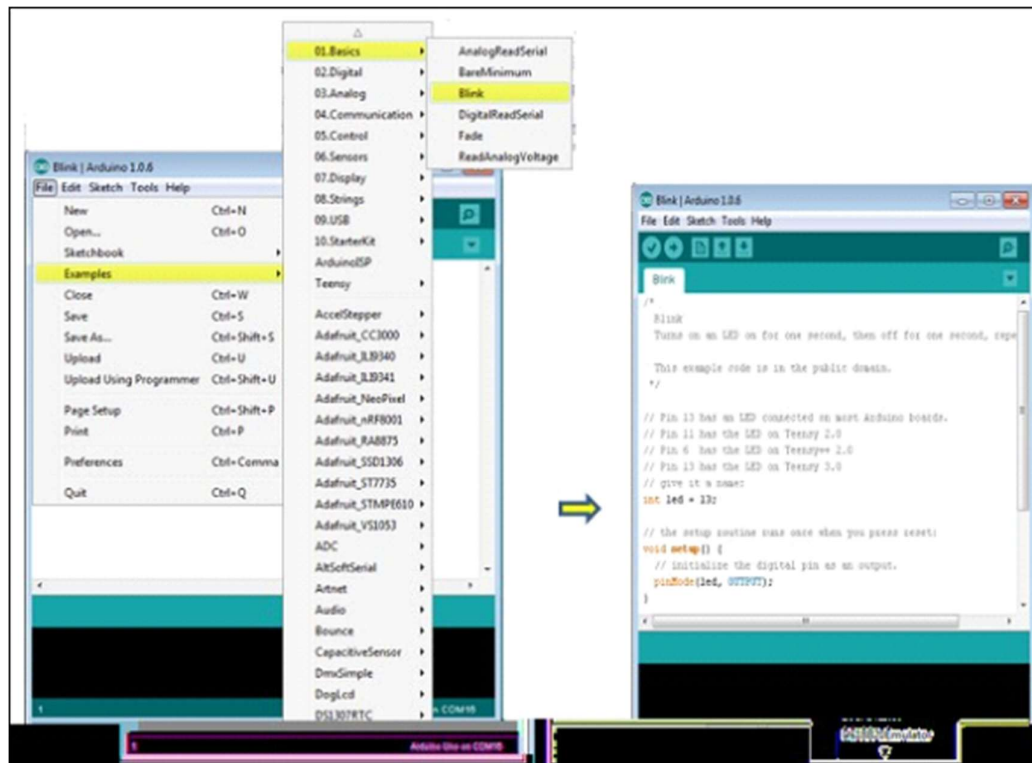 01.Basics
02.Digital
03.Analog
04.Communication
05.Control
06.Sensors
07.Display
08.Strings
09.USB
10.StarterKit
ArduinoISP
Teensy
AccelStepper
Adafruit_CC3000
Adafruit_ILI9340
Adafruit_ILI9341
Adafruit_NeoPixel
Adafruit_nRF8001
Adafruit_RA8875
Adafruit_SSD1306
Adafruit_ST7735
Adafruit_STMPE610
Adafruit_VS1053
ADC
AltSoftSerial
Artnet
Audio
Bounce
CapacitiveSensor
DmxSimple
DogLcd
DS1307RTC
AnalogReadSerial
BareMinimum
Blink
DigitalReadSerial
Fade
ReadAnalogVoltage
Blink | Arduino 1.0.6
File Edit Sketch Tools Help
New Ctrl+N
Open... Ctrl+O
Sketchbook
Examples
Close Ctrl+W
Save Ctrl+S
Save As... Ctrl+Shift+S
Upload Ctrl+U
Upload Using Programmer Ctrl+Shift+U
Page Setup Ctrl+Shift+P
Print Ctrl+P
Preferences Ctrl+Comma
Quit Ctrl+Q
1 on COM16
1 Arduino Uno on COM16
Blink | Arduino 1.0.6
File Edit Sketch Tools Help
Blink
/*
Blink
Turns on an LED on for one second, then off for one second, repe
This example code is in the public domain.
*/
// Pin 13 has an LED connected on most Arduino boards.
// Pin 11 has the LED on Teensy 2.0
// Pin 6 has the LED on Teensy++ 2.0
// Pin 13 has the LED on Teensy 3.0
// give it a name:
int led = 13;
// the setup routine runs once when you press reset:
void setup() {
// initialize the digital pin as an output.
pinMode(led, OUTPUT);
}